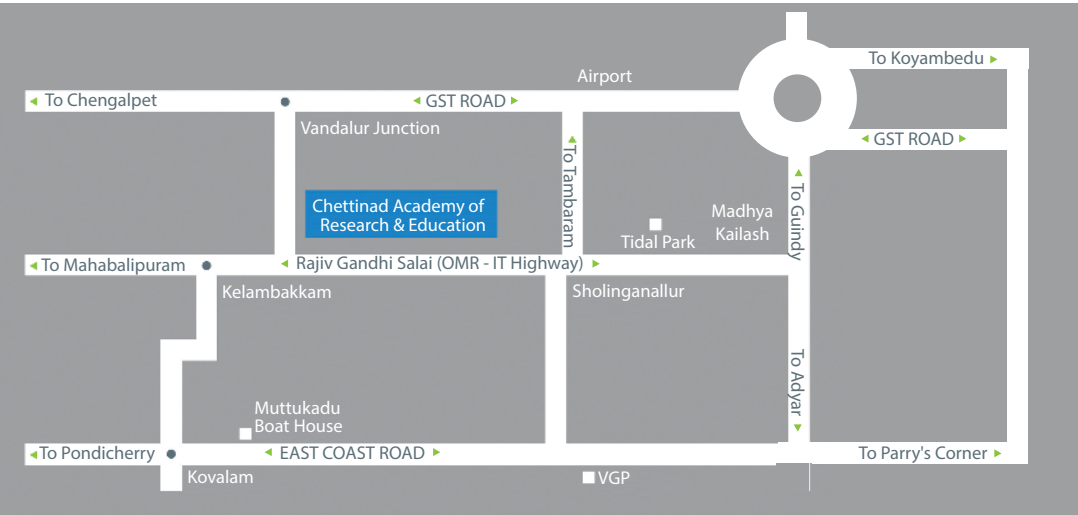 To Koyambedu
Airport
To Chengalpet
GST ROAD
Vandalur Junction
GST ROAD
To Tambaram
To Guindy
Chettinad Academy of
Research & Education
Madhya
Kailash
Tidal Park
To Mahabalipuram
Rajiv Gandhi Salai (OMR - IT Highway)
Kelambakkam
Sholinganallur
To Adyar
Muttukadu
Boat House
To Pondicherry
EAST COAST ROAD
To Parry's Corner
Kovalam
VGP